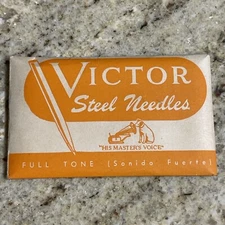 VICTOR
Steel Needles
"HIS MASTER'S VOICE"
FULL TONE (Sonido Fuerte)